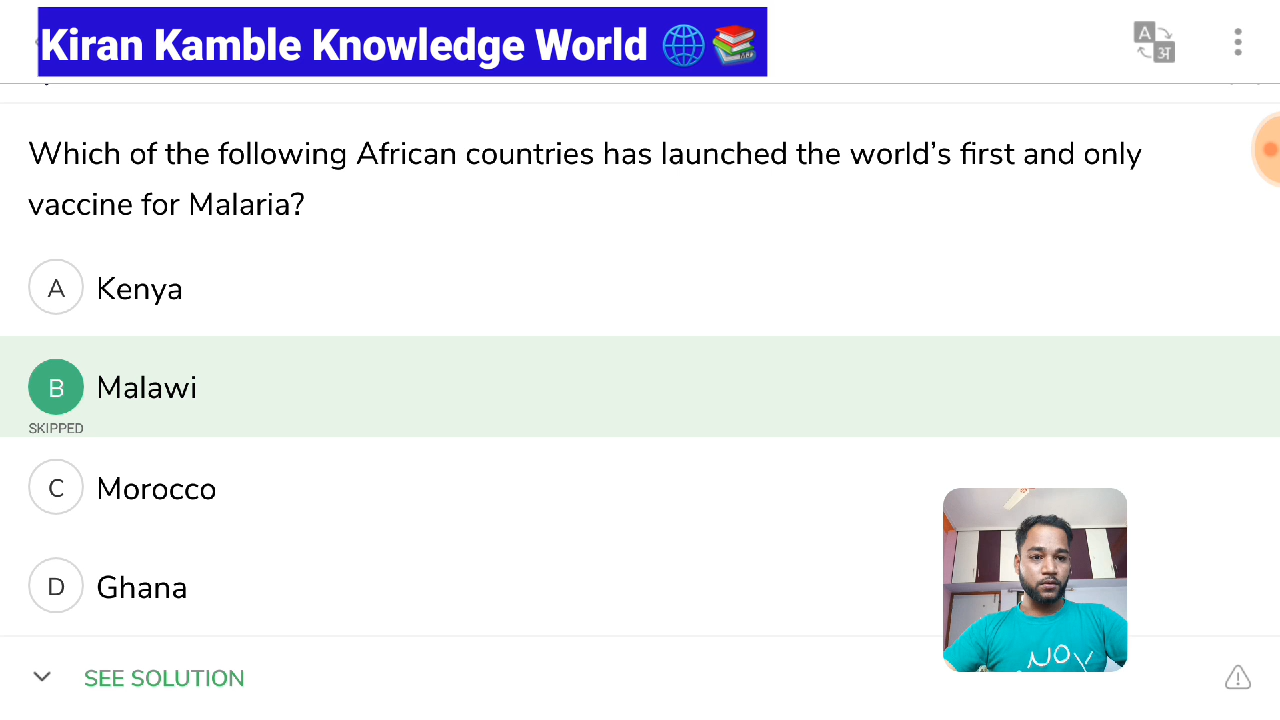 Kiran Kamble Knowledge World
A
अ
Which of the following African countries has launched the world's first and only
vaccine for Malaria?
A Kenya
B Malawi
SKIPPED
C Morocco
D Ghana
SEE SOLUTION